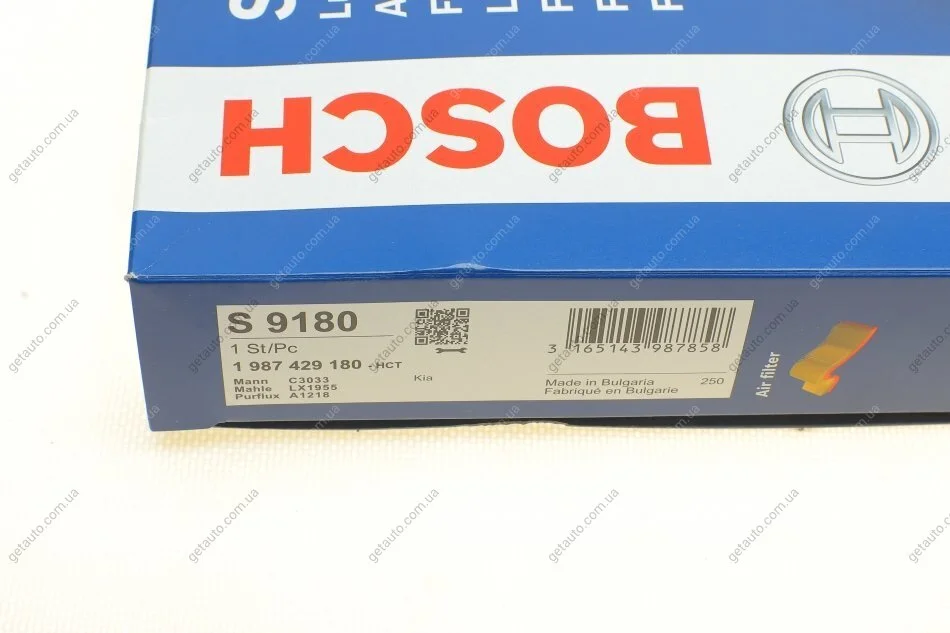 S
L
A
F
L
F
F
F
BOSCH
S 9180
1 St/Pc
1 987 429 180 -HCT
Mann C3033
Mahle LX1955
Purflux A1218
Kia
3 165143 987858
Made in Bulgaria 250
Fabriqué en Bulgarie
Air filter
getauto.com.ua